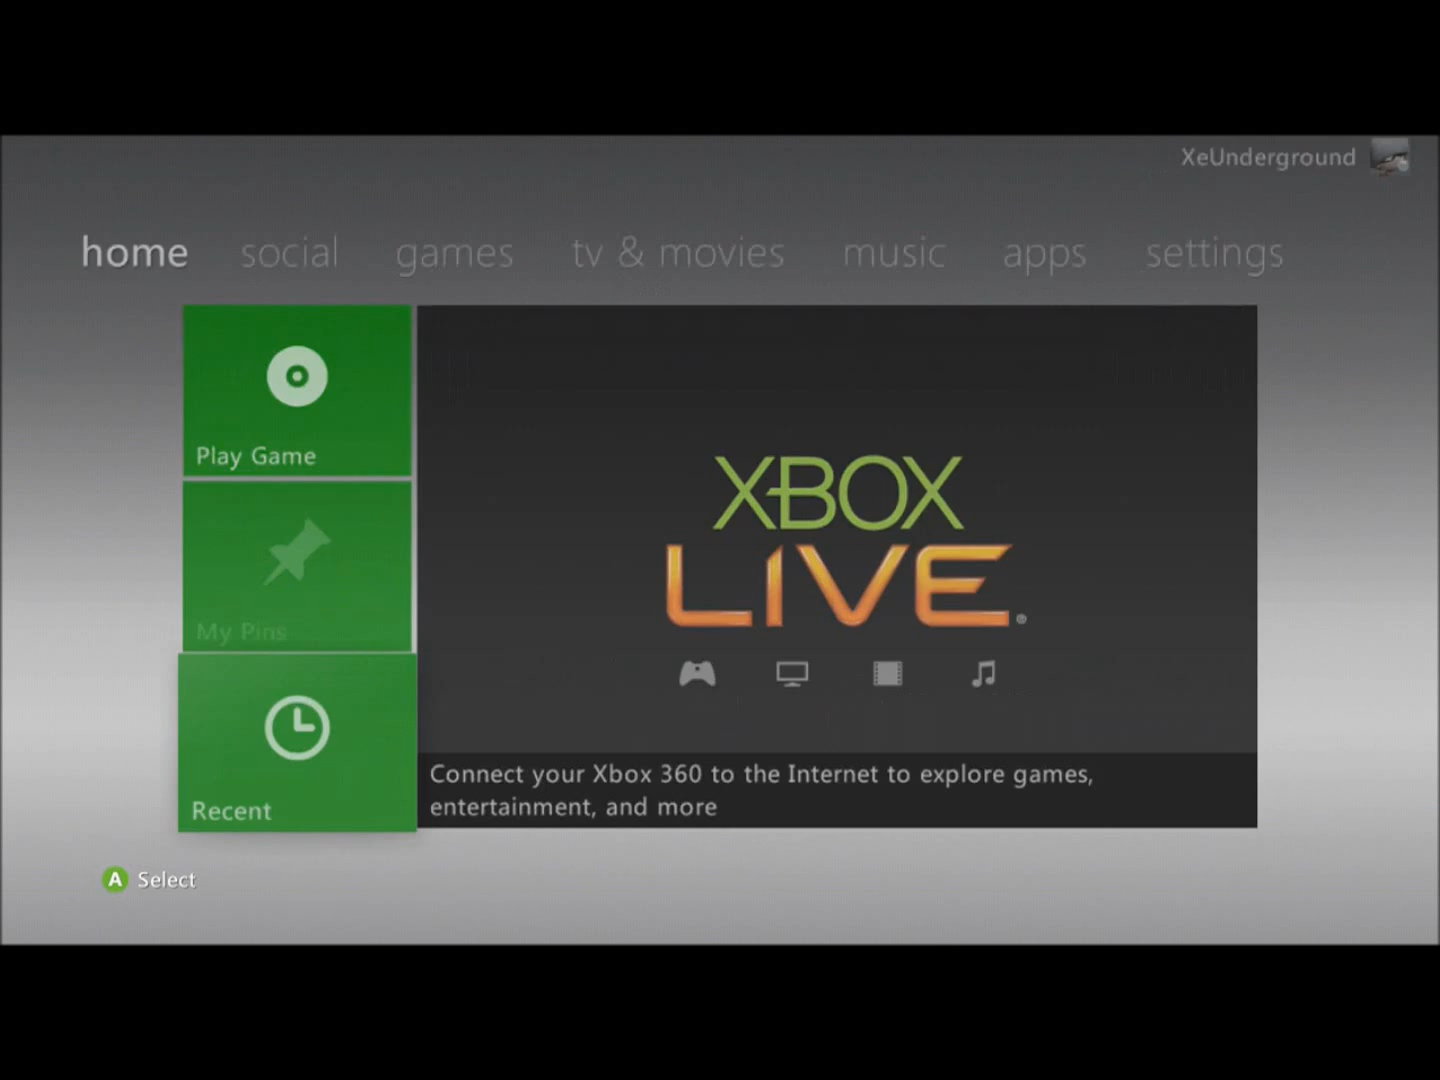 XeUnderground
home social games tv & movies music apps settings
Play Game
My Pins
Recent
XBOX
LIVE®
Connect your Xbox 360 to the Internet to explore games,
entertainment, and more
A Select